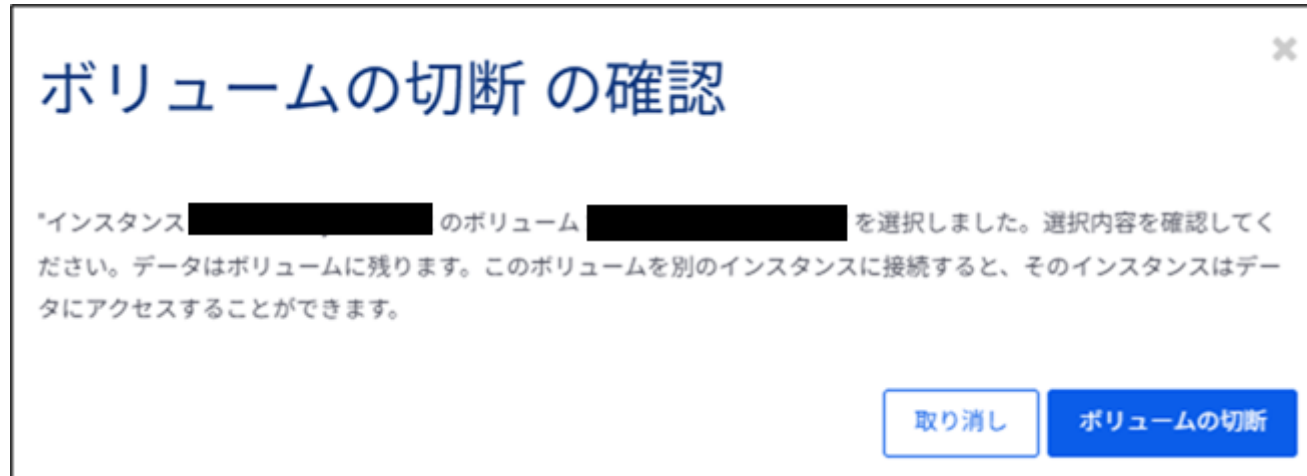 ボリュームの切断 の確認
"インスタンス のボリューム を選択しました。選択内容を確認してく
ださい。データはボリュームに残ります。このボリュームを別のインスタンスに接続すると、そのインスタンスはデー
タにアクセスすることができます。
取り消し
ボリュームの切断